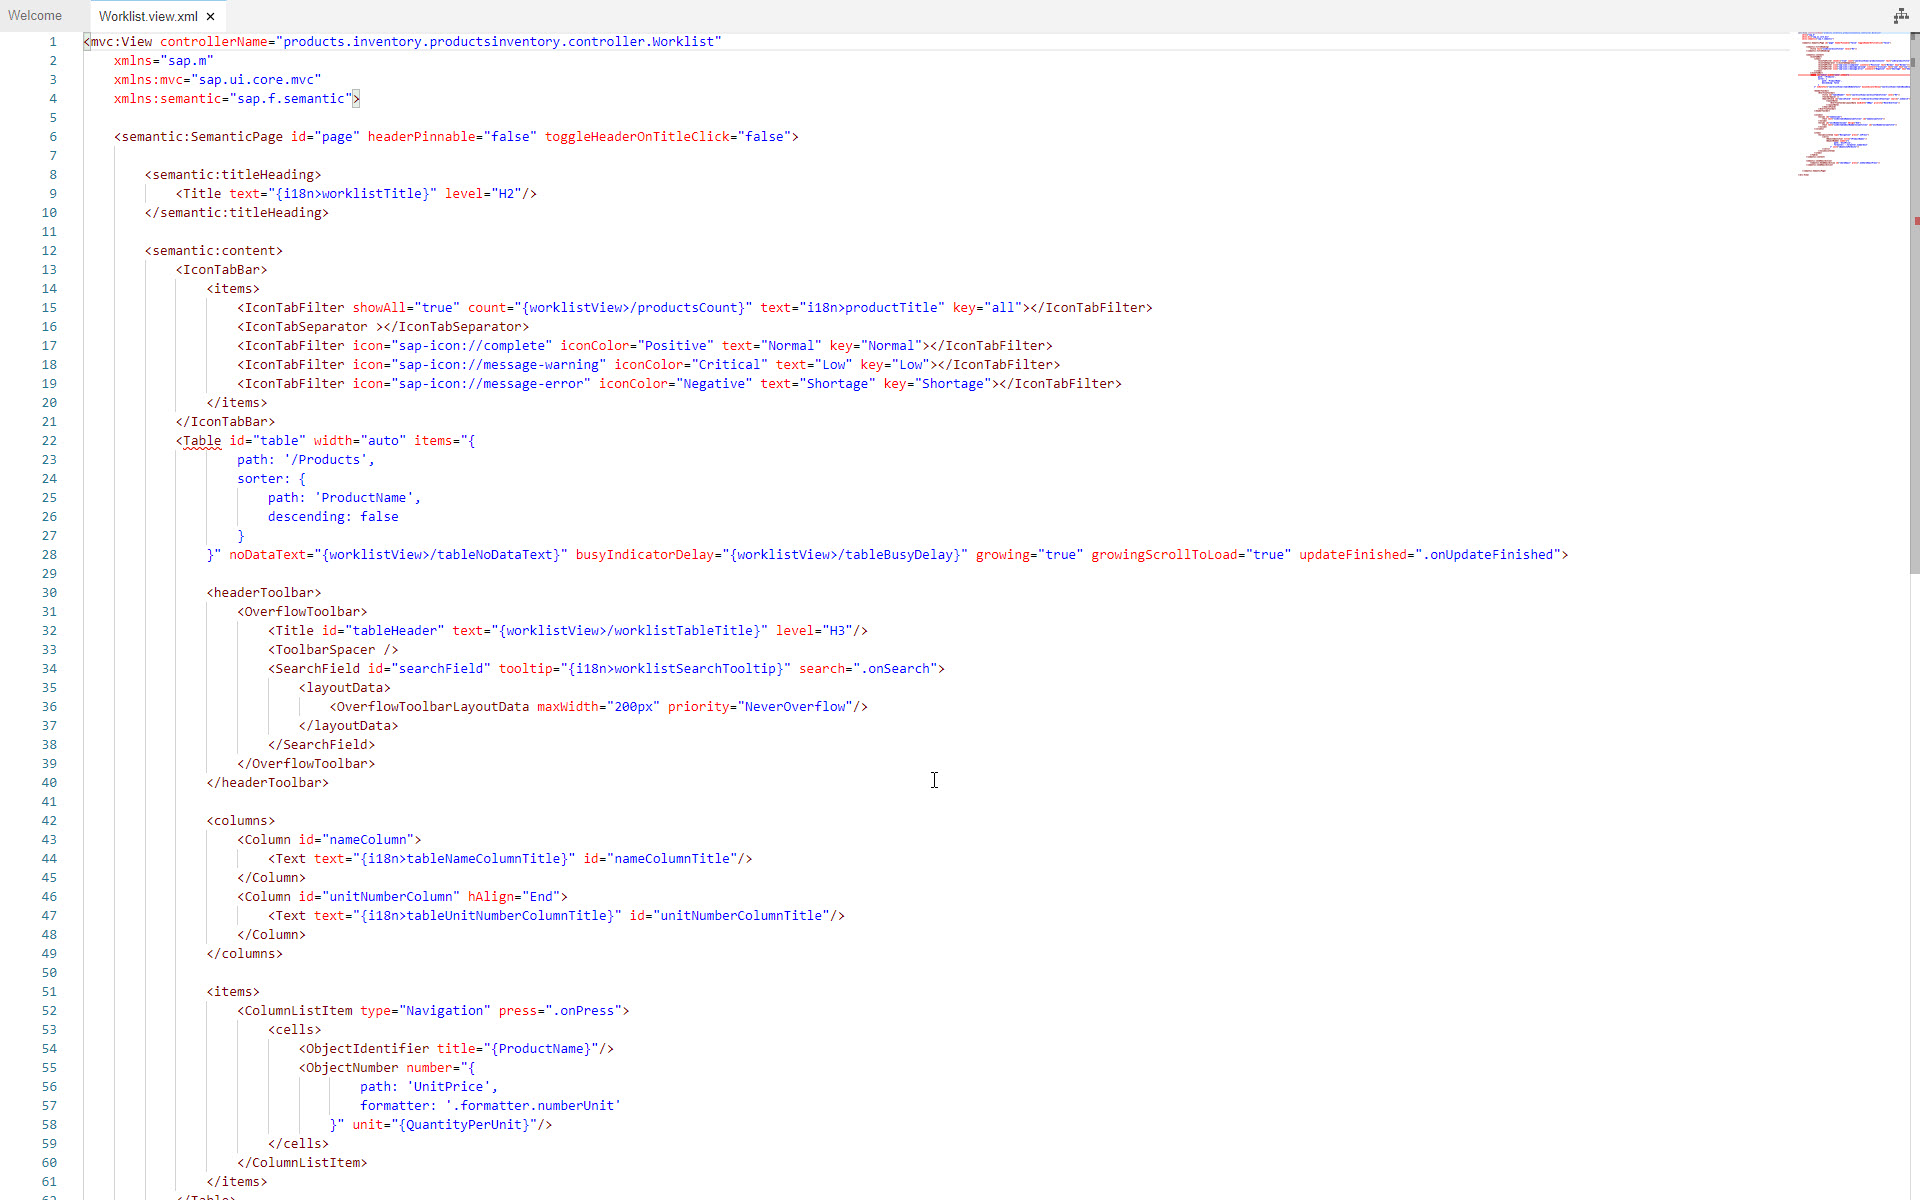 Welcome
Worklist.view.xml ×
1 <mvc:View controllerName="products.inventory.productsinventory.controller.Worklist"
2 xmlns="sap.m"
3 xmlns:mvc="sap.ui.core.mvc"
4 xmlns:semantic="sap.f.semantic">
5
6 <semantic:SemanticPage id="page" headerPinnable="false" toggleHeaderOnTitleClick="false">
7
8 <semantic:titleHeading>
9 <Title text="{i18n>worklistTitle}" level="H2"/>
10 </semantic:titleHeading>
11
12 <semantic:content>
13 <IconTabBar>
14 <items>
15 <IconTabFilter showAll="true" count="{worklistView>/productsCount}" text="i18n>productTitle" key="all"></IconTabFilter>
16 <IconTabSeparator ></IconTabSeparator>
17 <IconTabFilter icon="sap-icon://complete" iconColor="Positive" text="Normal" key="Normal"></IconTabFilter>
18 <IconTabFilter icon="sap-icon://message-warning" iconColor="Critical" text="Low" key="Low"></IconTabFilter>
19 <IconTabFilter icon="sap-icon://message-error" iconColor="Negative" text="Shortage" key="Shortage"></IconTabFilter>
20 </items>
21 </IconTabBar>
22 <Table id="table" width="auto" items="{
23 path: '/Products',
24 sorter: {
25 path: 'ProductName',
26 descending: false
27 }
28 }" noDataText="{worklistView>/tableNoDataText}" busyIndicatorDelay="{worklistView>/tableBusyDelay}" growing="true" growingScrollToLoad="true" updateFinished=".onUpdateFinished">
29
30 <headerToolbar>
31 <OverflowToolbar>
32 <Title id="tableHeader" text="{worklistView>/worklistTableTitle}" level="H3"/>
33 <ToolbarSpacer />
34 <SearchField id="searchField" tooltip="{i18n>worklistSearchTooltip}" search=".onSearch">
35 <layoutData>
36 <OverflowToolbarLayoutData maxWidth="200px" priority="NeverOverflow"/>
37 </layoutData>
38 </SearchField>
39 </OverflowToolbar>
40 </headerToolbar>
41
42 <columns>
43 <Column id="nameColumn">
44 <Text text="{i18n>tableNameColumnTitle}" id="nameColumnTitle"/>
45 </Column>
46 <Column id="unitNumberColumn" hAlign="End">
47 <Text text="{i18n>tableUnitNumberColumnTitle}" id="unitNumberColumnTitle"/>
48 </Column>
49 </columns>
50
51 <items>
52 <ColumnListItem type="Navigation" press=".onPress">
53 <cells>
54 <ObjectIdentifier title="{ProductName}"/>
55 <ObjectNumber number="{
56 path: 'UnitPrice',
57 formatter: '.formatter.numberUnit'
58 }" unit="{QuantityPerUnit}"/>
59 </cells>
60 </ColumnListItem>
61 </items>
62 </Table>